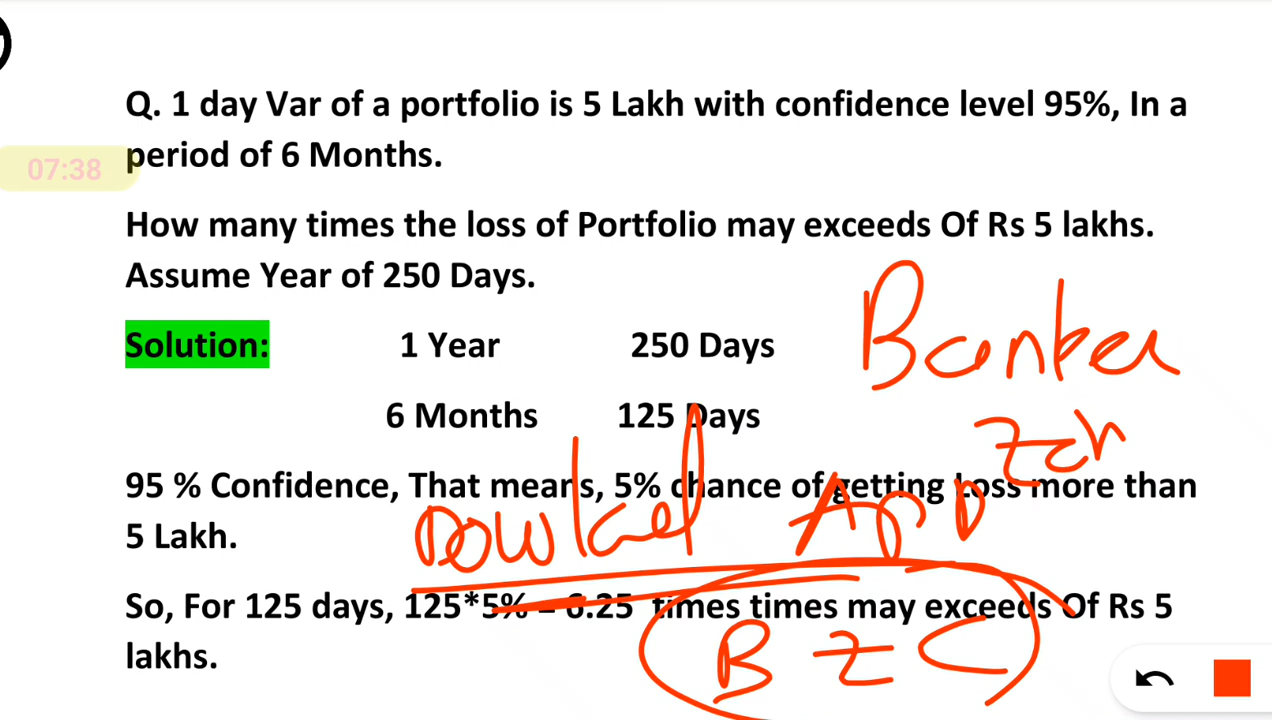 Q. 1 day Var of a portfolio is 5 Lakh with confidence level 95%, In a
07:38
period of 6 Months.
How many times the loss of Portfolio may exceeds Of Rs 5 lakhs.
Assume Year of 250 Days.
Solution: 1 Year 250 Days
6 Months 125 Days
95 % Confidence, That means, 5% chance of getting Loss more than
5 Lakh.
So, For 125 days, 125*5% = 6.25 times times may exceeds Of Rs 5
lakhs.
App
B Z C